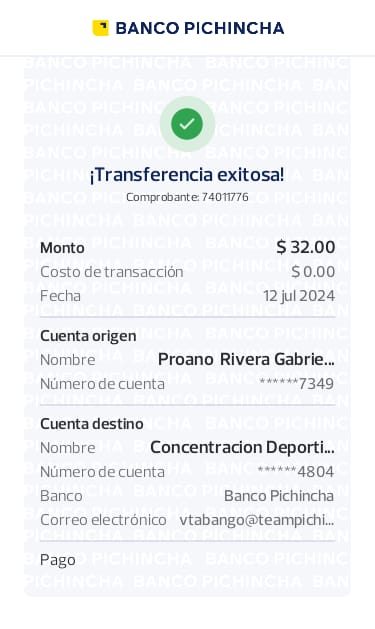 BANCO PICHINCHA
¡Transferencia exitosa!
Comprobante: 74011776
Monto $ 32.00
Costo de transacción $ 0.00
Fecha 12 jul 2024
Cuenta origen
Nombre Proano Rivera Gabrie...
Número de cuenta ******7349
Cuenta destino
Nombre Concentracion Deporti...
Número de cuenta ******4804
Banco Banco Pichincha
Correo electrónico vtabango@teampichi...
Pago